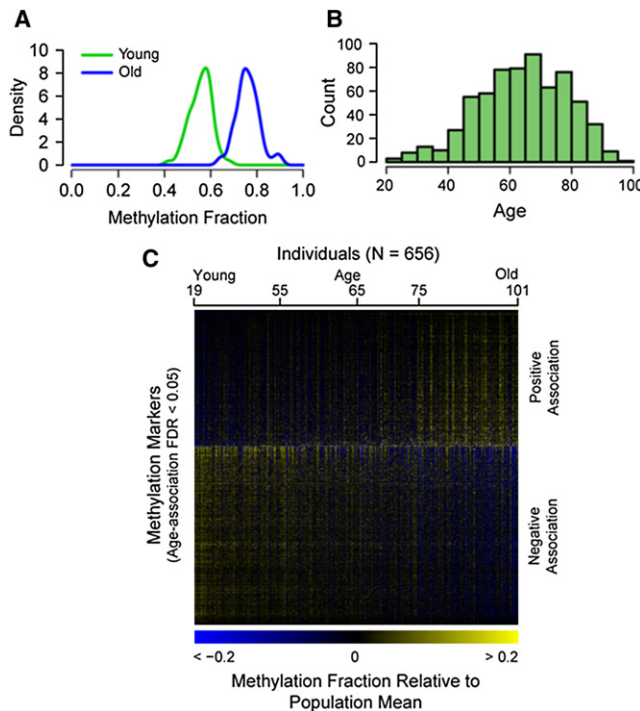 A
Density
10
8
6
4
2
0
Young
Old
0.0 0.2 0.4 0.6 0.8 1.0
Methylation Fraction
B
Count
100
80
60
40
20
0
20 40 60 80 100
Age
C
Individuals (N = 656)
Young Age Old
19 55 65 75 101
Methylation Markers
(Age-association FDR < 0.05)
Positive
Association
Negative
Association
< −0.2 0 > 0.2
Methylation Fraction Relative to
Population Mean